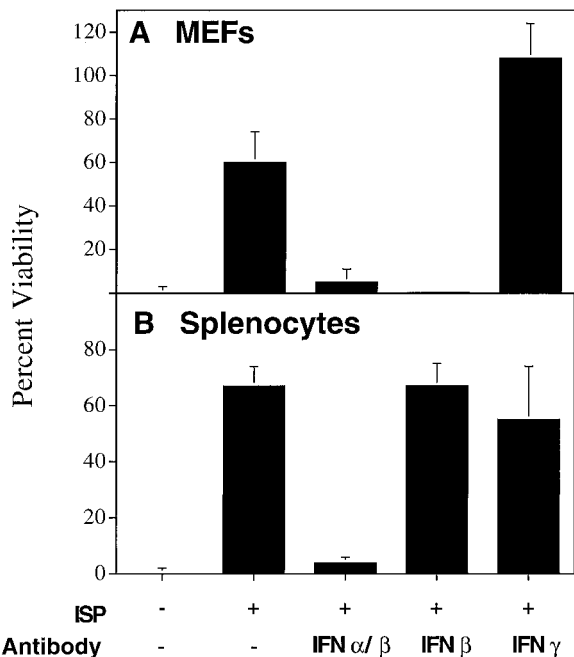 A MEFs
120
100
80
60
40
20
Percent Viability
B Splenocytes
80
60
40
20
0
ISP - + + + +
Antibody - - IFN α/ β IFN β IFN γ